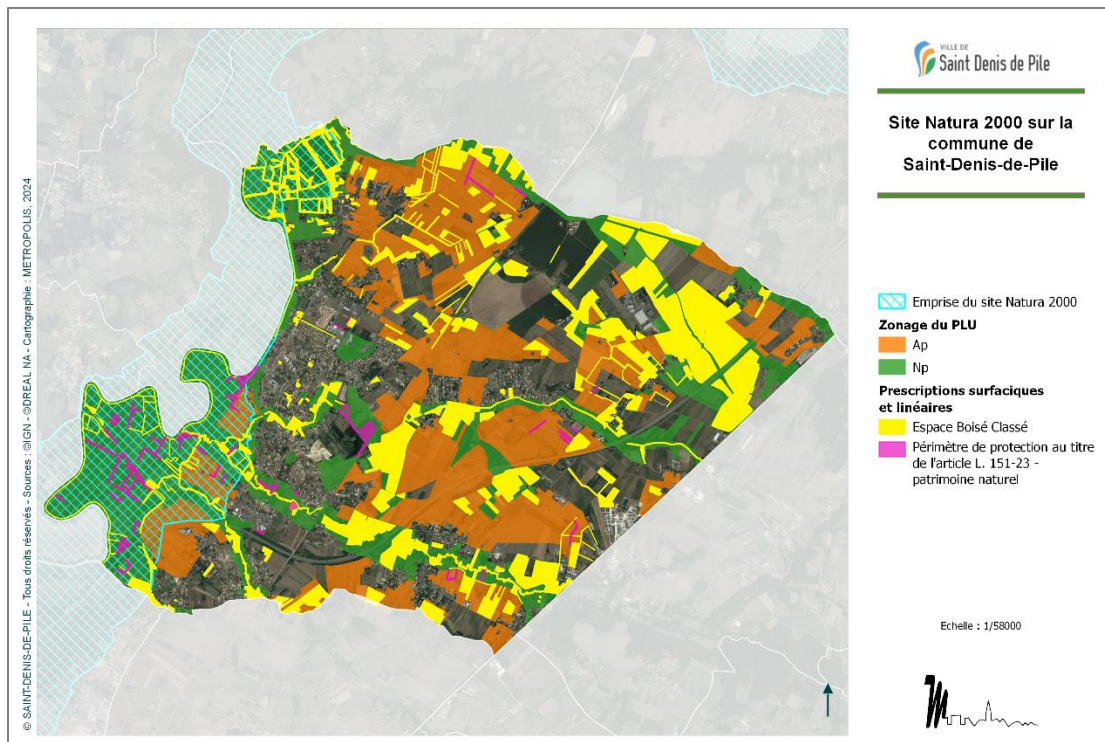 VILLE DE
Saint Denis de Pile
Site Natura 2000 sur la
commune de
Saint-Denis-de-Pile
Emprise du site Natura 2000
Zonage du PLU
Ap
Np
Prescriptions surfaciques
et linéaires
Espace Boisé Classé
Périmètre de protection au titre
de l'article L. 151-23 -
patrimoine naturel
Echelle : 1/58000
© SAINT-DENIS-DE-PILE - Tous droits réservés - Sources : ©IGN - ©DREAL NA - Cartographie : METROPOLIS, 2024